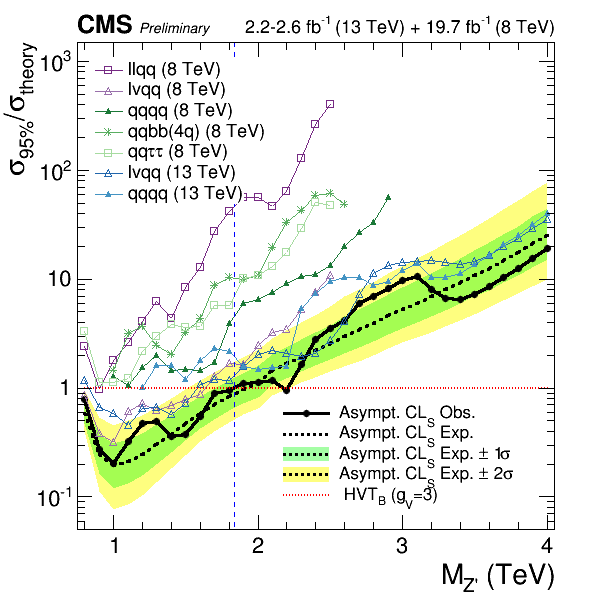 CMS Preliminary 2.2-2.6 fb⁻¹ (13 TeV) + 19.7 fb⁻¹ (8 TeV)
σ95%/σtheory
10³
10²
10
1
10⁻¹
llqq (8 TeV)
lνqq (8 TeV)
qqqq (8 TeV)
qqbb(4q) (8 TeV)
qqττ (8 TeV)
lνqq (13 TeV)
qqqq (13 TeV)
Asympt. CLS Obs.
Asympt. CLS Exp.
Asympt. CLS Exp. ± 1σ
Asympt. CLS Exp. ± 2σ
HVTB (gV=3)
1 2 3 4
MZ' (TeV)